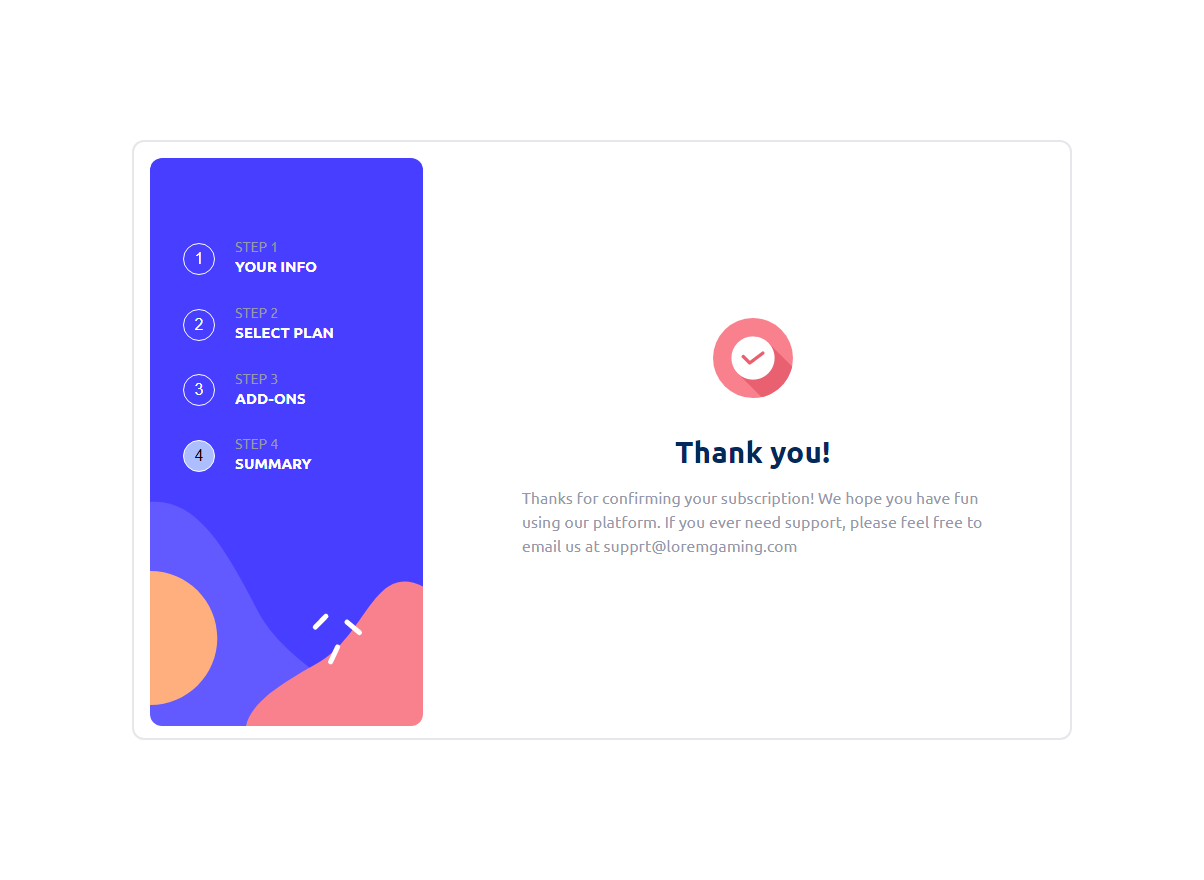 1
STEP 1
YOUR INFO
2
STEP 2
SELECT PLAN
3
STEP 3
ADD-ONS
4
STEP 4
SUMMARY
Thank you!
Thanks for confirming your subscription! We hope you have fun
using our platform. If you ever need support, please feel free to
email us at supprt@loremgaming.com